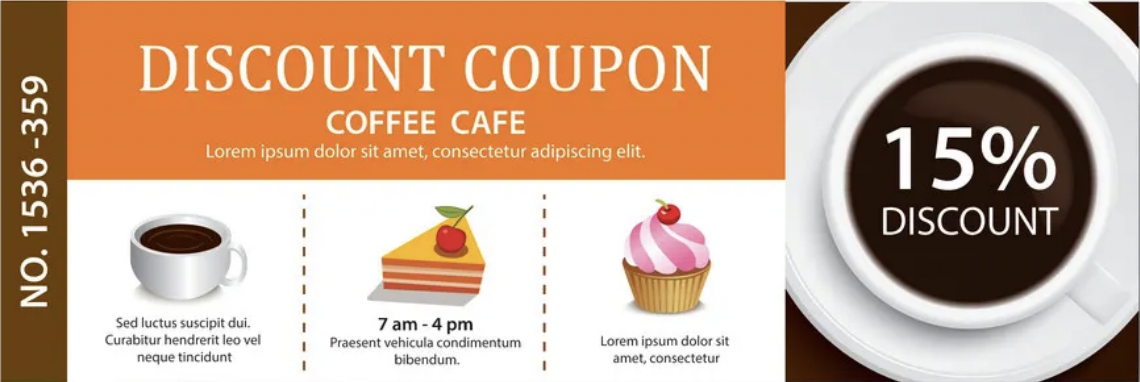 NO. 1536 -359
DISCOUNT COUPON
COFFEE CAFE
Lorem ipsum dolor sit amet, consectetur adipiscing elit.
Sed luctus suscipit dui.
Curabitur hendrerit leo vel
neque tincidunt
7 am - 4 pm
Praesent vehicula condimentum
bibendum.
Lorem ipsum dolor sit
amet, consectetur
15%
DISCOUNT